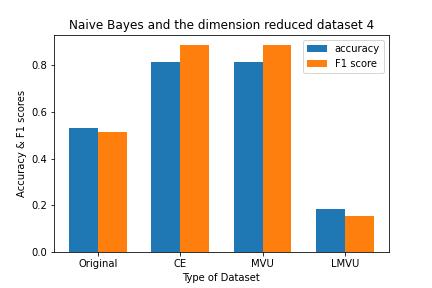 Naive Bayes and the dimension reduced dataset 4
accuracy
F1 score
Accuracy & F1 scores
0.8
0.6
0.4
0.2
0.0
Original CE MVU LMVU
Type of Dataset